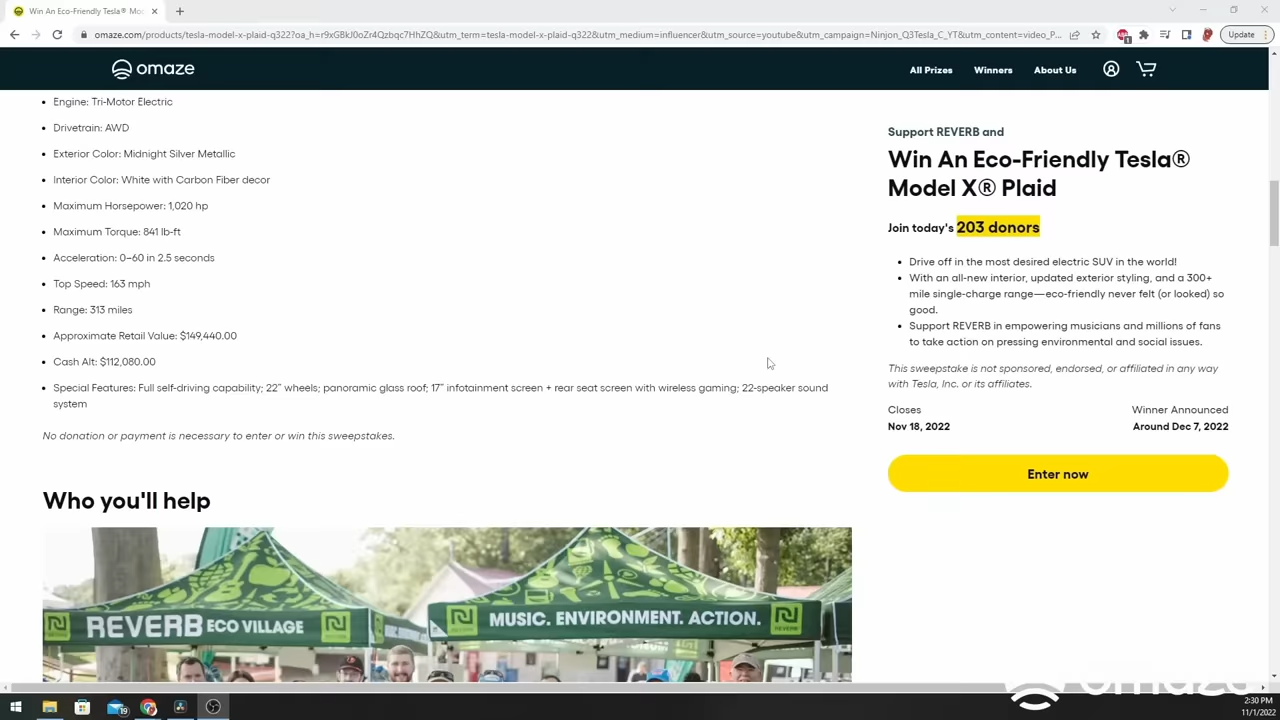 Win An Eco-Friendly Tesla® Mod
omaze.com/products/tesla-model-x-plaid-q322?oa_h=r9xGBkJ0oZr4Qzbqc7HhZQ&utm_term=tesla-model-x-plaid-q322&utm_medium=influencer&utm_source=youtube&utm_campaign=Ninjon_Q3Tesla_C_YT&utm_content=video_P...
Update
omaze
All Prizes Winners About Us
Engine: Tri-Motor Electric
Drivetrain: AWD
Exterior Color: Midnight Silver Metallic
Interior Color: White with Carbon Fiber decor
Maximum Horsepower: 1,020 hp
Maximum Torque: 841 lb-ft
Acceleration: 0–60 in 2.5 seconds
Top Speed: 163 mph
Range: 313 miles
Approximate Retail Value: $149,440.00
Cash Alt: $112,080.00
Special Features: Full self-driving capability; 22" wheels; panoramic glass roof; 17" infotainment screen + rear seat screen with wireless gaming; 22-speaker sound
system
No donation or payment is necessary to enter or win this sweepstakes.
Who you'll help
REVERB ECO VILLAGE
MUSIC. ENVIRONMENT. ACTION.
REVERB
Support REVERB and
Win An Eco-Friendly Tesla®
Model X® Plaid
Join today's 203 donors
Drive off in the most desired electric SUV in the world!
With an all-new interior, updated exterior styling, and a 300+
mile single-charge range—eco-friendly never felt (or looked) so
good.
Support REVERB in empowering musicians and millions of fans
to take action on pressing environmental and social issues.
This sweepstake is not sponsored, endorsed, or affiliated in any way
with Tesla, Inc. or its affiliates.
Closes Winner Announced
Nov 18, 2022 Around Dec 7, 2022
Enter now
omaze
19
2:30 PM
11/1/2022